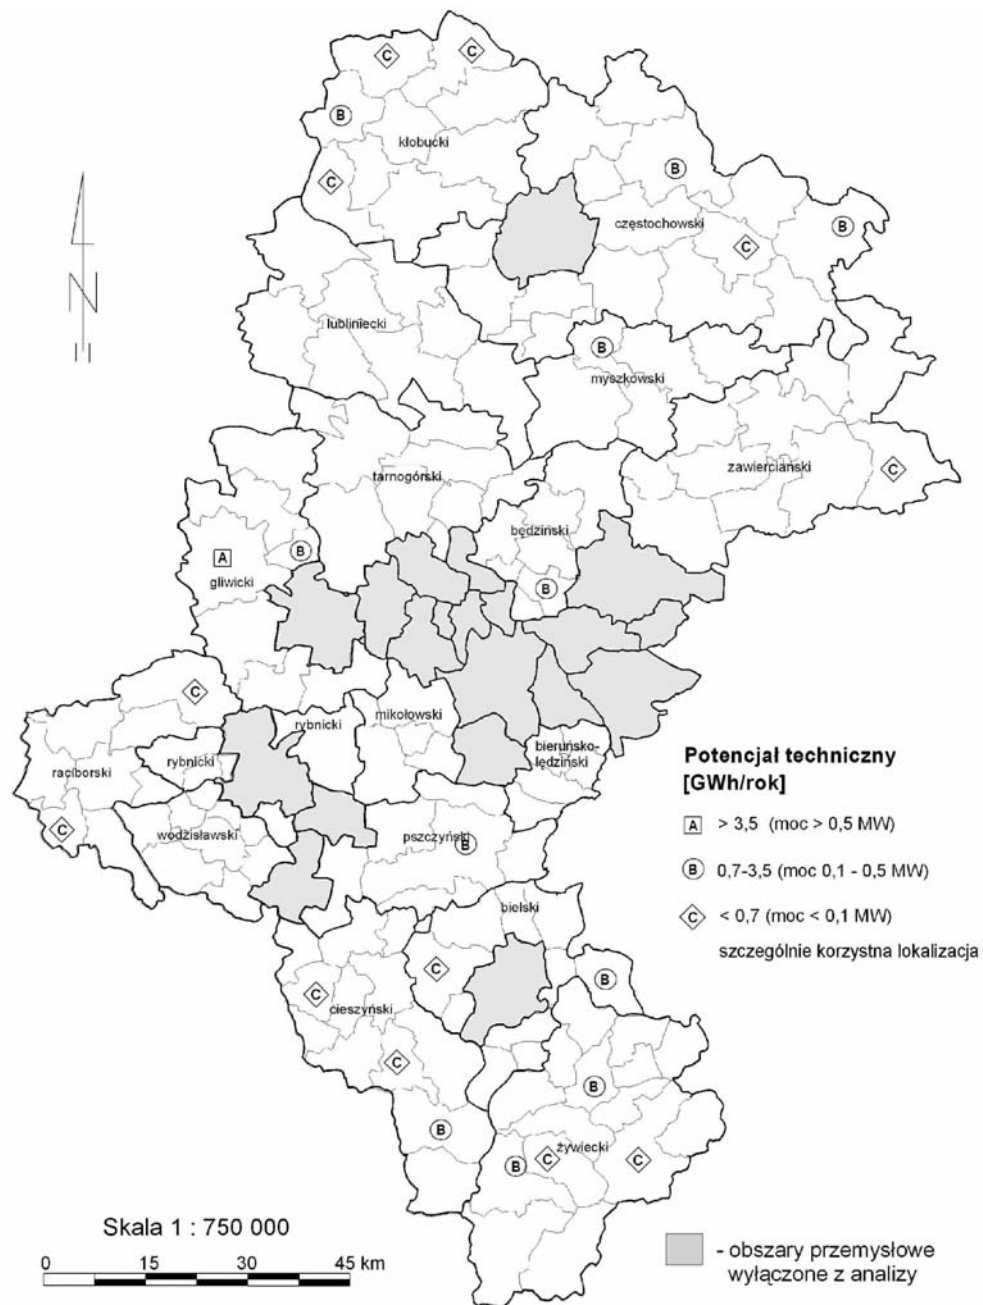 C
C
B
kłobucki
B
C
częstochowski
B
C
N
lubliniecki
B
myszkowski
zawierciański
C
tarnogórski
będziński
A
B
gliwicki
B
C
rybnicki
mikołowski
bieruńsko-
lędziński
raciborski
rybnicki
C
wodzisławski
pszczyński
B
Potencjał techniczny
[GWh/rok]
A > 3,5 (moc > 0,5 MW)
B 0,7-3,5 (moc 0,1 - 0,5 MW)
C < 0,7 (moc < 0,1 MW)
szczególnie korzystna lokalizacja
bielski
C
B
C
cieszyński
C
B
B
B
C
żywiecki
C
Skala 1 : 750 000
0 15 30 45 km
- obszary przemysłowe
wyłączone z analizy